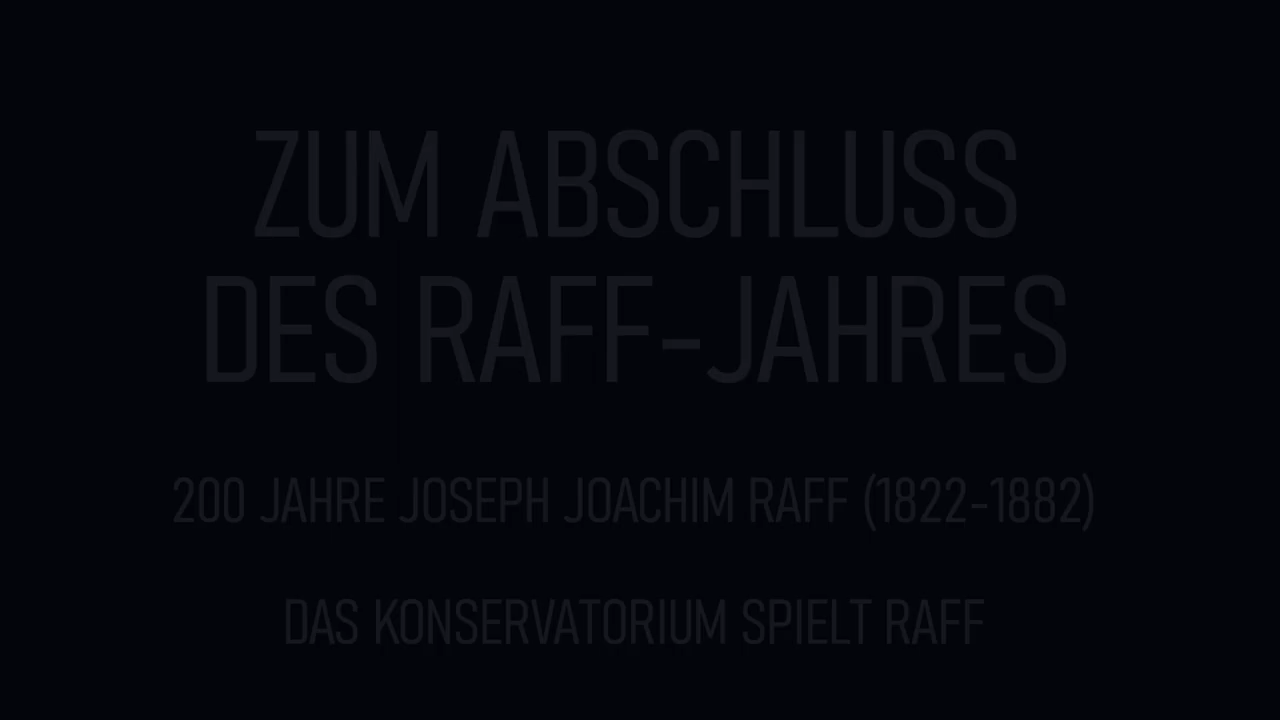 ZUM ABSCHLUSS
DES RAFF-JAHRES
200 JAHRE JOSEPH JOACHIM RAFF (1822-1882)
DAS KONSERVATORIUM SPIELT RAFF